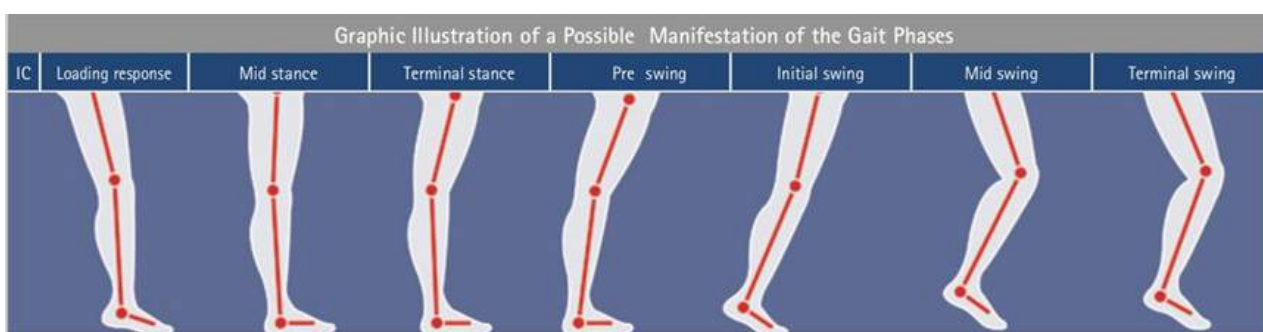 Graphic Illustration of a Possible Manifestation of the Gait Phases
IC Loading response Mid stance Terminal stance Pre swing Initial swing Mid swing Terminal swing